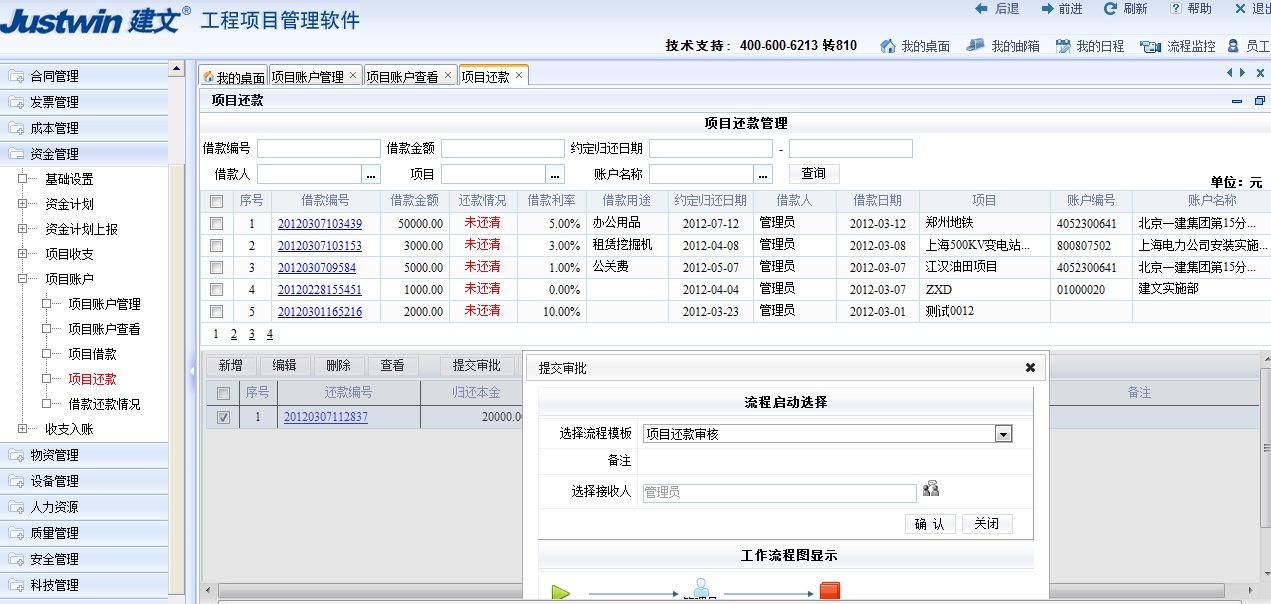 Justwin 建文® 工程项目管理软件
后退 前进 刷新 帮助 退出
技术支持: 400-600-6213 转810 我的桌面 我的邮箱 我的日程 流程监控 员工
合同管理
发票管理
成本管理
资金管理
基础设置
资金计划
资金计划上报
项目收支
项目账户
项目账户管理
项目账户查看
项目借款
项目还款
借款还款情况
收支入账
物资管理
设备管理
人力资源
质量管理
安全管理
科技管理
我的桌面 项目账户管理 × 项目账户查看 × 项目还款 ×
项目还款
项目还款管理
借款编号 借款金额 约定归还日期 -
借款人 ... 项目 ... 账户名称 ... 查询
单位：元
序号 借款编号 借款金额 还款情况 借款利率 借款用途 约定归还日期 借款人 借款日期 项目 账户编号 账户名称
1 20120307103439 50000.00 未还清 5.00% 办公用品 2012-07-12 管理员 2012-03-12 郑州地铁 4052300641 北京一建集团第15分...
2 20120307103153 3000.00 未还清 3.00% 租赁挖掘机 2012-04-08 管理员 2012-03-08 上海500KV变电站... 800807502 上海电力公司安装实施...
3 2012030709584 5000.00 未还清 1.00% 公关费 2012-05-07 管理员 2012-03-07 江汉油田项目 4052300641 北京一建集团第15分...
4 20120228155451 1000.00 未还清 0.00% 2012-04-04 管理员 2012-03-07 ZXD 01000020 建文实施部
5 20120301165216 2000.00 未还清 10.00% 2012-03-23 管理员 2012-03-01 测试0012
1 2 3 4
新增 编辑 删除 查看 提交审批
序号 还款编号 归还本金 备注
1 20120307112837 20000.0
提交审批
流程启动选择
选择流程模板 项目还款审核
备注
选择接收人 管理员
确认 关闭
工作流程图显示
管理员